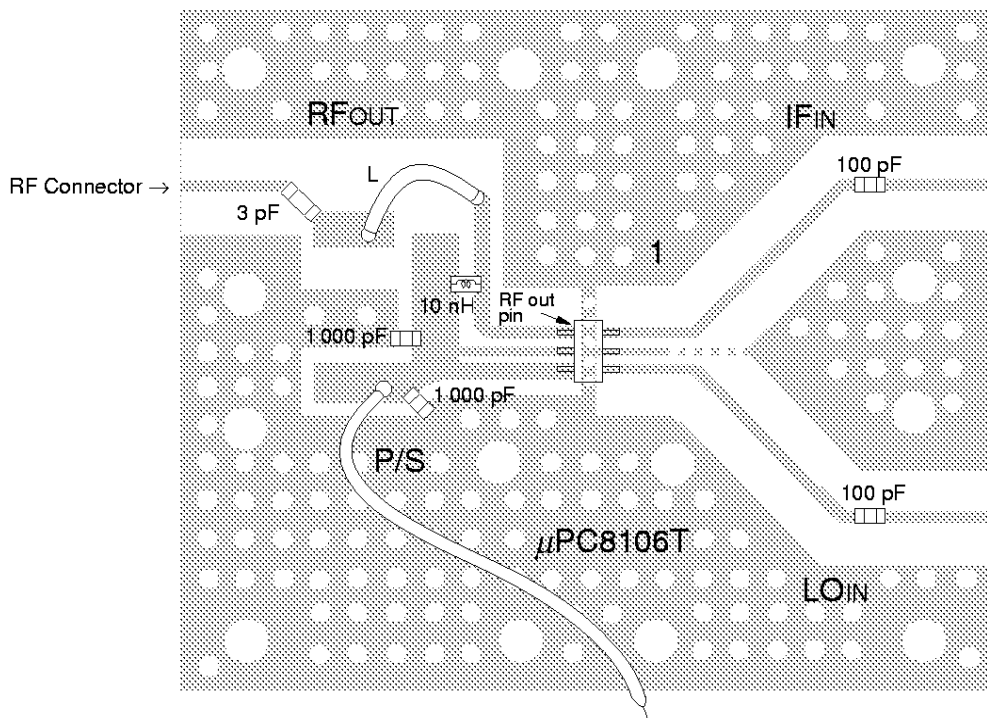 RFOUT
IFIN
100 pF
RF Connector →
L
3 pF
1
10 nH
RF out
pin
1 000 pF
1 000 pF
P/S
100 pF
µPC8106T
LOIN